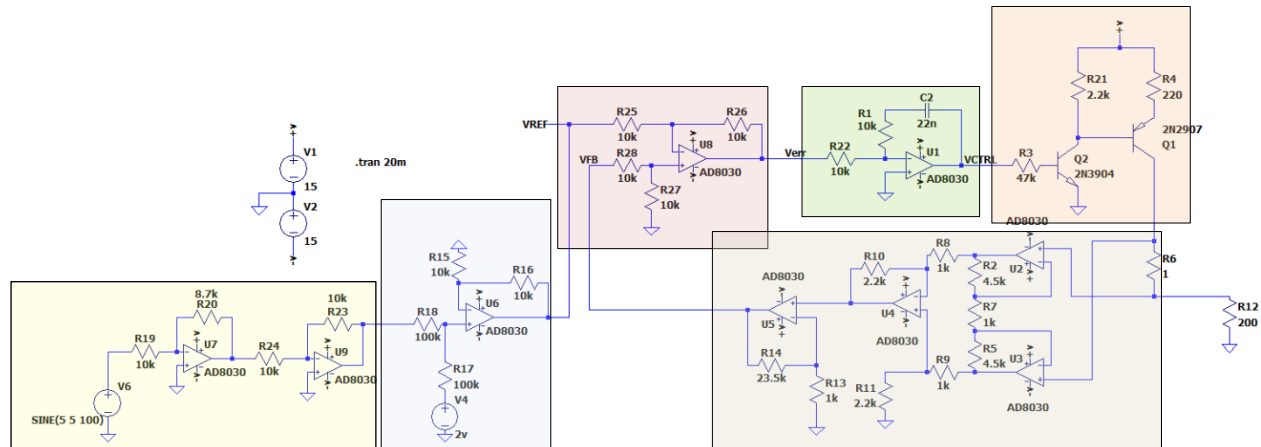 V1
15
V2
15
.tran 20m
V+
V-
VREF
R25
10k
R26
10k
VFB
R28
10k
U8
AD8030
R27
10k
V+
V-
Verr
R22
10k
R1
10k
C2
22n
U1
AD8030
V+
V-
VCTRL
R3
47k
R21
2.2k
R4
220
V+
Q2
2N3904
2N2907
Q1
R6
1
R12
200
AD8030
U2
V-
V+
R8
1k
R2
4.5k
R7
1k
R5
4.5k
U3
AD8030
V+
V-
R9
1k
R10
2.2k
U4
AD8030
V+
V-
R11
2.2k
AD8030
U5
V+
V-
R14
23.5k
R13
1k
R15
10k
R16
10k
U6
AD8030
V+
V-
R18
100k
R17
100k
V4
2v
8.7k
R20
R19
10k
U7
AD8030
V+
V-
10k
R23
R24
10k
U9
AD8030
V+
V-
V6
SINE(5 5 100)